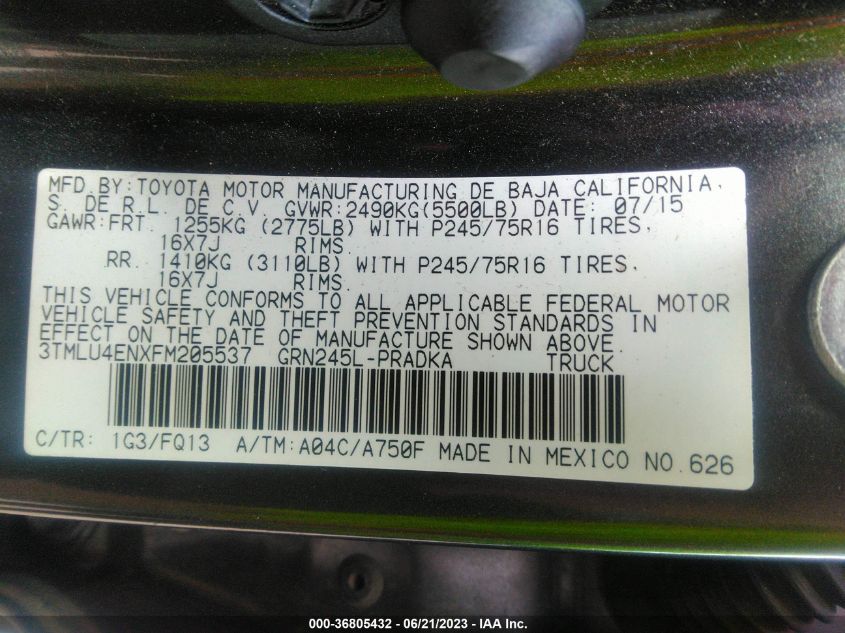 MFD.BY:TOYOTA MOTOR MANUFACTURING DE BAJA CALIFORNIA,
S. DE R.L. DE C.V. GVWR:2490KG(5500LB) DATE: 07/15
GAWR:FRT. 1255KG (2775LB) WITH P245/75R16 TIRES,
16X7J RIMS.
RR. 1410KG (3110LB) WITH P245/75R16 TIRES,
16X7J RIMS.
THIS VEHICLE CONFORMS TO ALL APPLICABLE FEDERAL MOTOR
VEHICLE SAFETY AND THEFT PREVENTION STANDARDS IN
EFFECT ON THE DATE OF MANUFACTURE SHOWN ABOVE.
3TMLU4ENXFM205537 GRN245L-PRADKA TRUCK
C/TR: 1G3/FQ13 A/TM:A04C/A750F MADE IN MEXICO NO.626
000-36805432 - 06/21/2023 - IAA Inc.